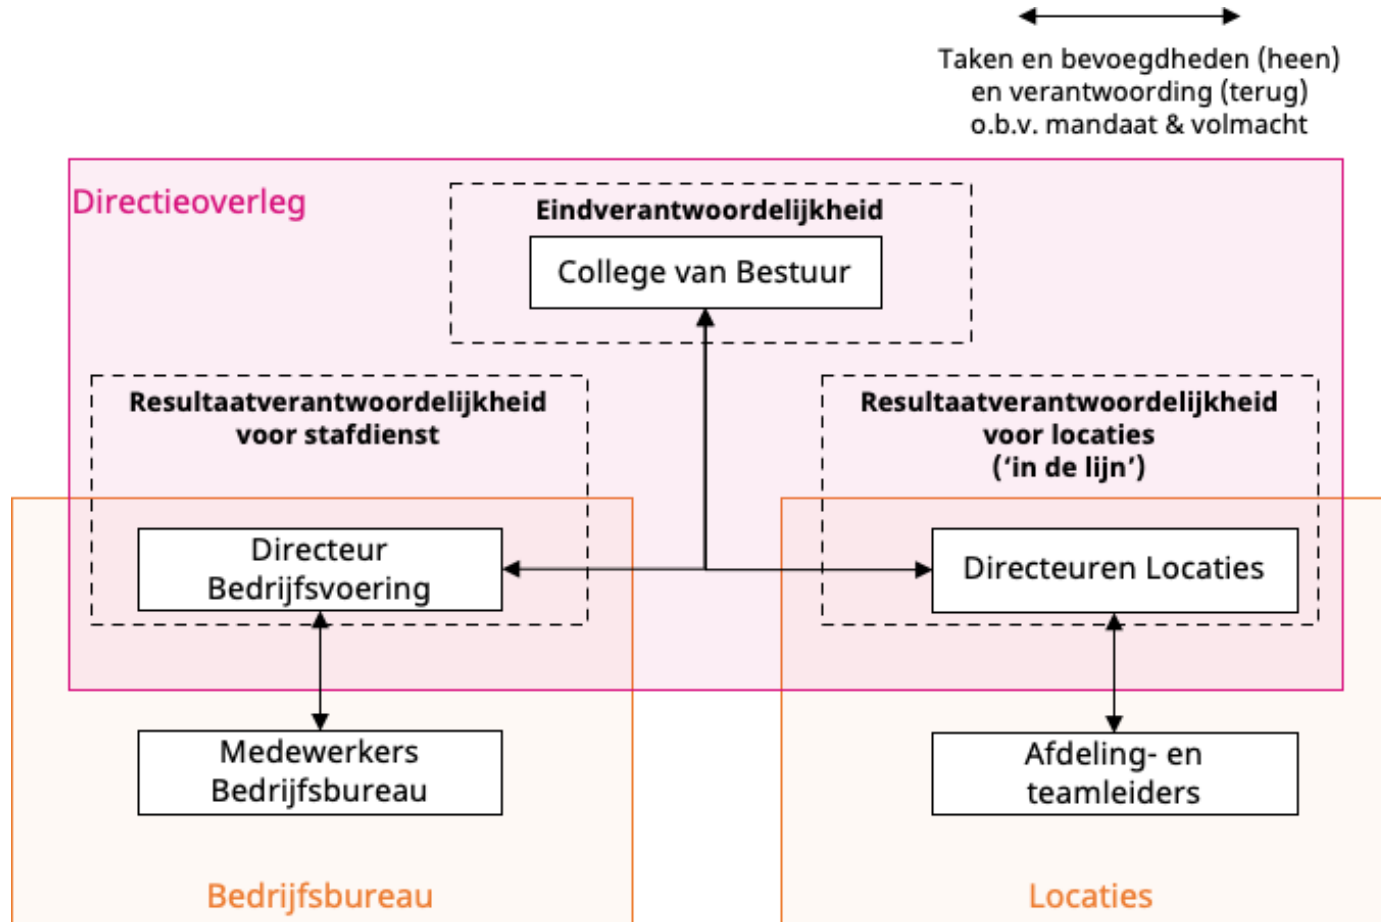 Taken en bevoegdheden (heen)
en verantwoording (terug)
o.b.v. mandaat & volmacht
Directieoverleg
Eindverantwoordelijkheid
College van Bestuur
Resultaatverantwoordelijkheid
voor stafdienst
Resultaatverantwoordelijkheid
voor locaties
(‘in de lijn’)
Directeur
Bedrijfsvoering
Directeuren Locaties
Medewerkers
Bedrijfsbureau
Afdeling- en
teamleiders
Bedrijfsbureau
Locaties